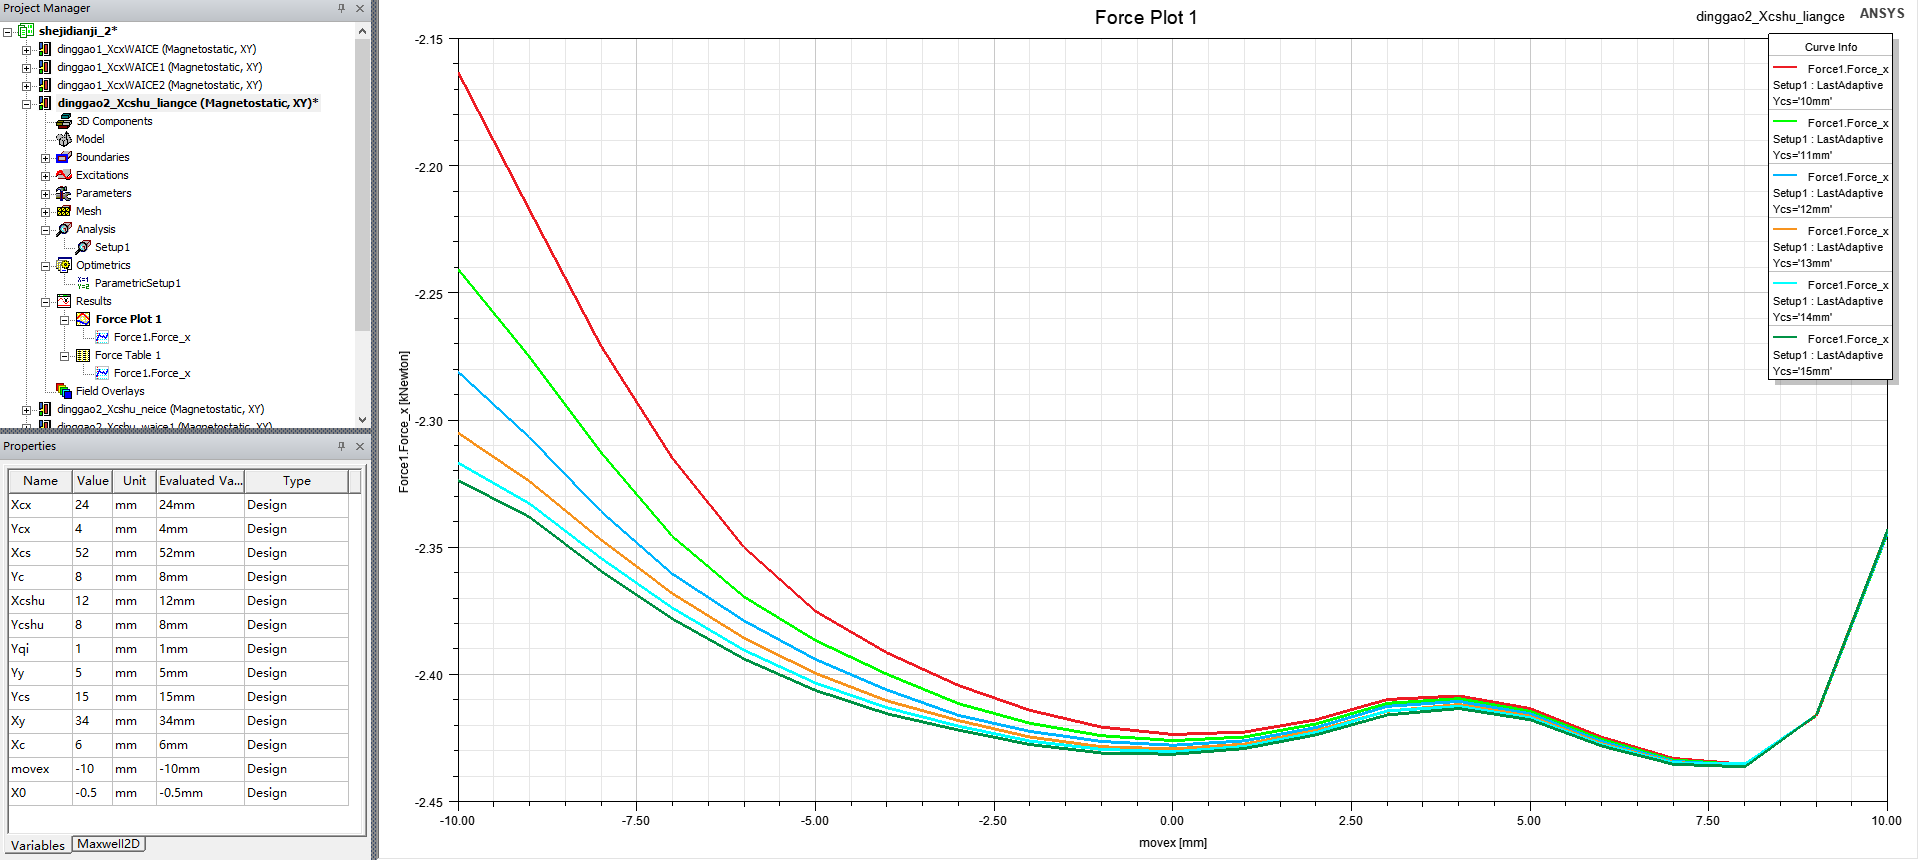 Project Manager
shejidianji_2*
dinggao1_XcxWAICE (Magnetostatic, XY)
dinggao1_XcxWAICE1 (Magnetostatic, XY)
dinggao1_XcxWAICE2 (Magnetostatic, XY)
dinggao2_Xcshu_liangce (Magnetostatic, XY)*
3D Components
Model
Boundaries
Excitations
Parameters
Mesh
Analysis
Setup1
Optimetrics
ParametricSetup1
Results
Force Plot 1
Force1.Force_x
Force Table 1
Force1.Force_x
Field Overlays
dinggao2_Xcshu_neice (Magnetostatic, XY)
dinggao2_Xcshu_waice1 (Magnetostatic, XY)
Properties
Name Value Unit Evaluated Va... Type
Xcx 24 mm 24mm Design
Ycx 4 mm 4mm Design
Xcs 52 mm 52mm Design
Yc 8 mm 8mm Design
Xcshu 12 mm 12mm Design
Ycshu 8 mm 8mm Design
Yqi 1 mm 1mm Design
Yy 5 mm 5mm Design
Ycs 15 mm 15mm Design
Xy 34 mm 34mm Design
Xc 6 mm 6mm Design
movex -10 mm -10mm Design
X0 -0.5 mm -0.5mm Design
Variables Maxwell2D
Force Plot 1
dinggao2_Xcshu_liangce ANSYS
Curve Info
Force1.Force_x
Setup1 : LastAdaptive
Ycs='10mm'
Force1.Force_x
Setup1 : LastAdaptive
Ycs='11mm'
Force1.Force_x
Setup1 : LastAdaptive
Ycs='12mm'
Force1.Force_x
Setup1 : LastAdaptive
Ycs='13mm'
Force1.Force_x
Setup1 : LastAdaptive
Ycs='14mm'
Force1.Force_x
Setup1 : LastAdaptive
Ycs='15mm'
Force1.Force_x [kNewton]
-2.15
-2.20
-2.25
-2.30
-2.35
-2.40
-2.45
-10.00 -7.50 -5.00 -2.50 0.00 2.50 5.00 7.50 10.00
movex [mm]